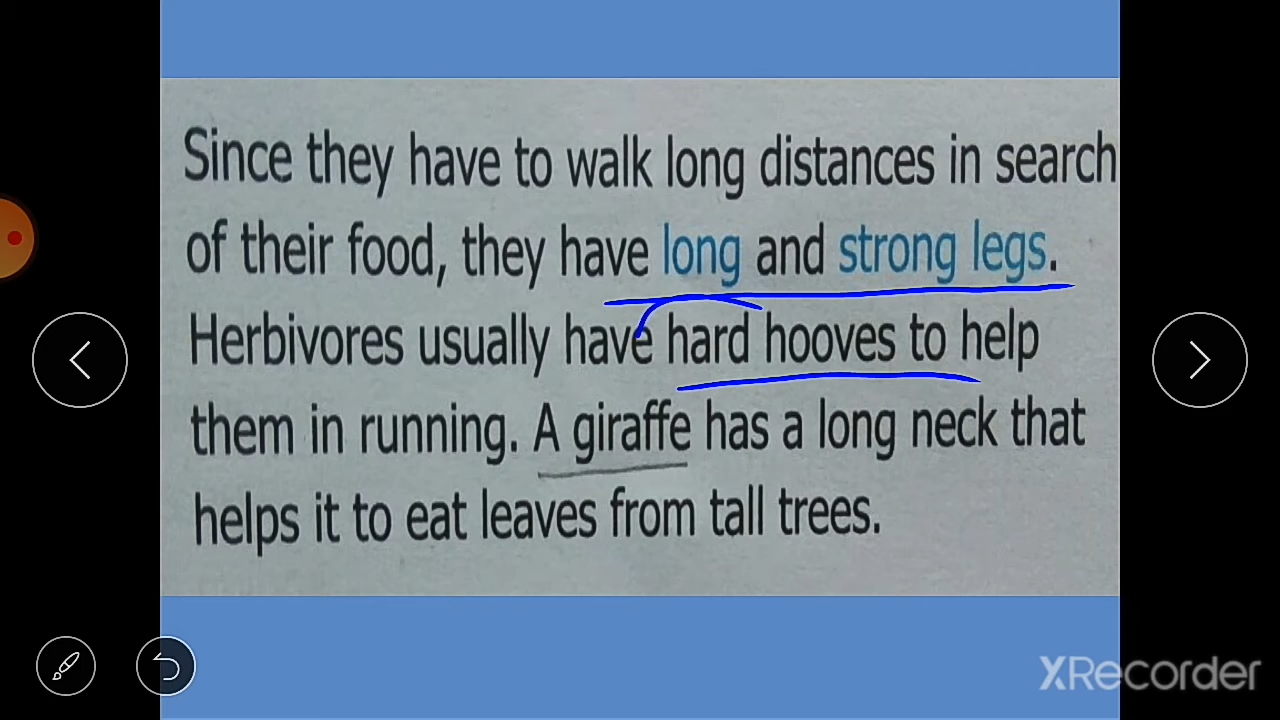 Since they have to walk long distances in search
of their food, they have long and strong legs.
Herbivores usually have hard hooves to help
them in running. A giraffe has a long neck that
helps it to eat leaves from tall trees.
XRecorder